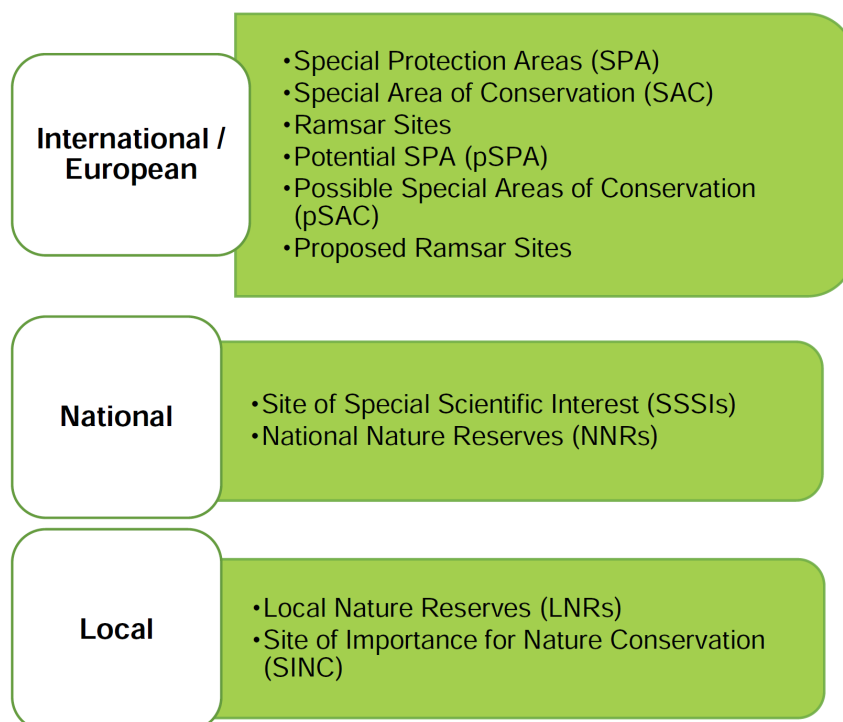 International /
European
•Special Protection Areas (SPA)
•Special Area of Conservation (SAC)
•Ramsar Sites
•Potential SPA (pSPA)
•Possible Special Areas of Conservation
(pSAC)
•Proposed Ramsar Sites
National
•Site of Special Scientific Interest (SSSIs)
•National Nature Reserves (NNRs)
Local
•Local Nature Reserves (LNRs)
•Site of Importance for Nature Conservation
(SINC)